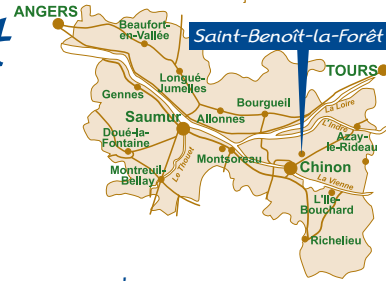 ANGERS
Beaufort-
en-Vallée
Saint-Benoît-la-Forêt
TOURS
Longué-
Jumelles
Gennes
Bourgueil
La Loire
Saumur
Allonnes
L'Indre
Azay-
le-Rideau
Doué-la-
Fontaine
Montsoreau
Chinon
Montreuil-
Bellay
Le Thouet
La Vienne
L'Ile-
Bouchard
Richelieu